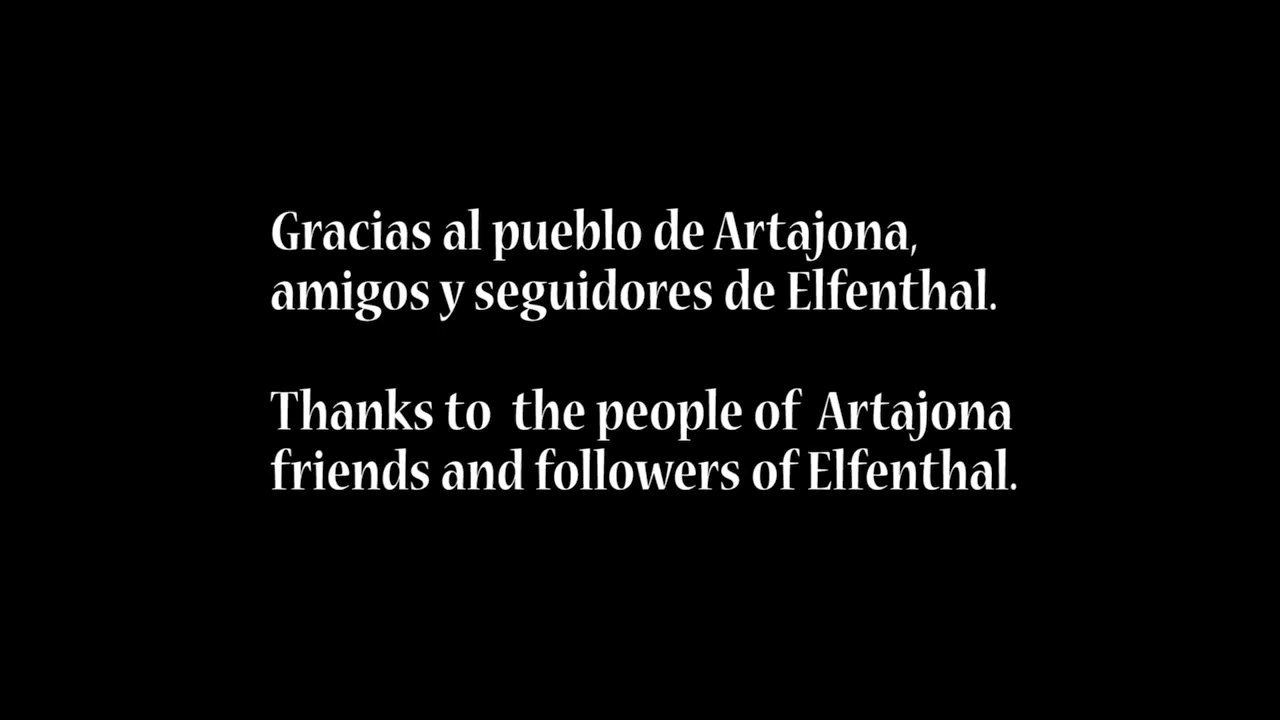 Gracias al pueblo de Artajona,
amigos y seguidores de Elfenthal.
Thanks to  the people of  Artajona
friends and followers of Elfenthal.